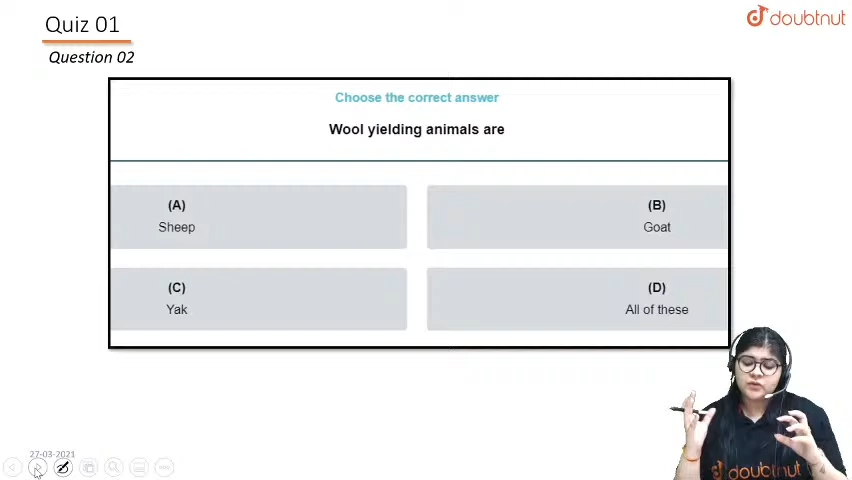 Quiz 01
doubtnut
Question 02
Choose the correct answer
Wool yielding animals are
(A)
Sheep
(B)
Goat
(C)
Yak
(D)
All of these
27-03-2021
doubtnut